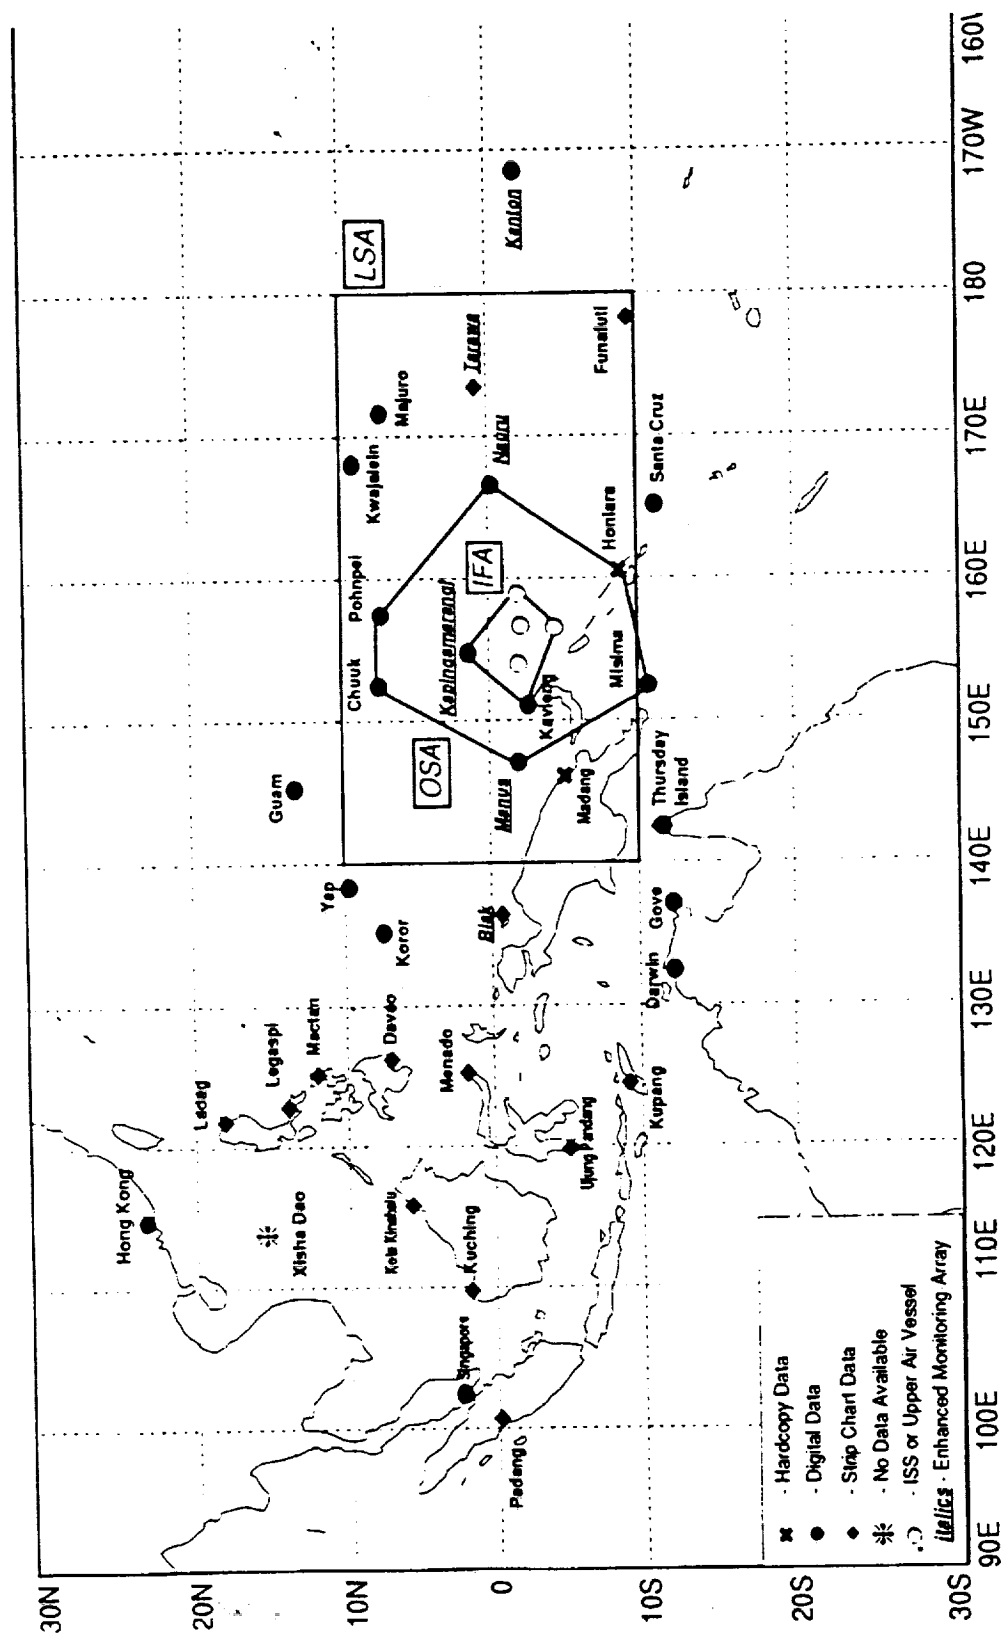 30N
20N
10N
0
10S
20S
30S
90E
100E
110E
120E
130E
140E
150E
160E
170E
180
170W
LSA
OSA
IFA
Hong Kong
Xisha Dao
Legaspi
Mactan
Davao
Guam
Yap
Koror
Chuuk
Pohnpei
Kwajalein
Majuro
Tarawa
Nauru
Kanton
Kapingamarangi
Kavieng
Manus
Madang
Misima
Honiara
Santa Cruz
Funafuti
Biak
Menado
Kota Kinabalu
Kuching
Singapore
Padang
Ujung Pandang
Kupang
Darwin
Gove
Thursday
Island
- Hardcopy Data
- Digital Data
- Strip Chart Data
- No Data Available
- ISS or Upper Air Vessel
Italics - Enhanced Monitoring Array